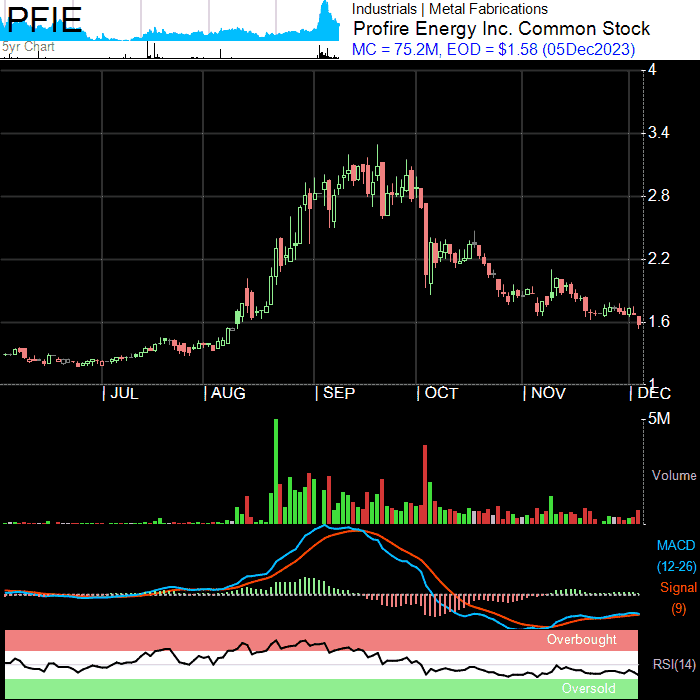 PFIE
5yr Chart
Industrials | Metal Fabrications
Profire Energy Inc. Common Stock
MC = 75.2M, EOD = $1.58 (05Dec2023)
4
3.4
2.8
2.2
1.6
1
JUL AUG SEP OCT NOV DEC
5M
Volume
MACD
(12-26)
Signal
(9)
Overbought
RSI(14)
Oversold